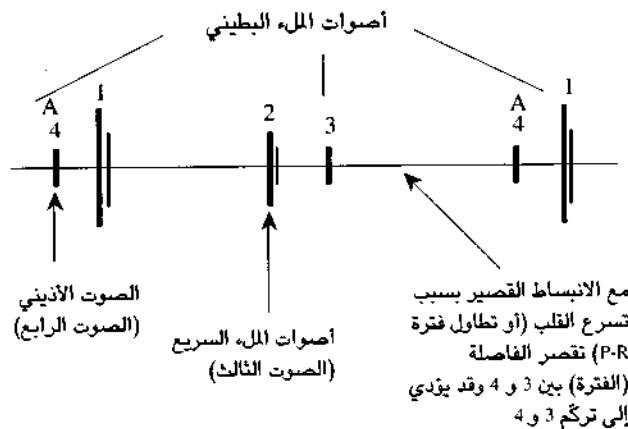 أصوات الملء البطيني
A
4
1
2
3
A
4
1
الصوت الأذيني
(الصوت الرابع)
أصوات الملء السريع
(الصوت الثالث)
مع الانبساط القصير بسبب
تسرع القلب (أو تطاول فترة
P-R) تقصر الفاصلة
(الفترة) بين 3 و 4 وقد يؤدي
إلى تركّم 3 و 4